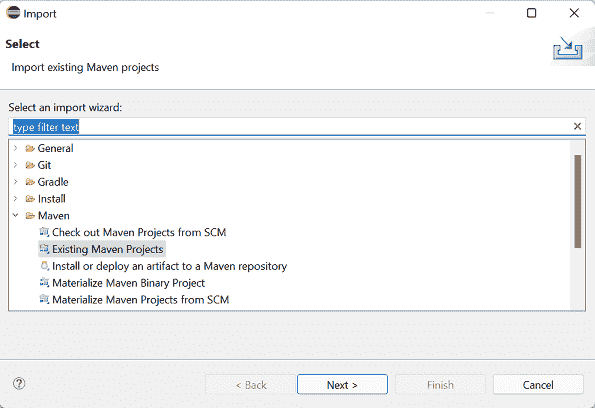 Import
Select
Import existing Maven projects
Select an import wizard:
type filter text
General
Git
Gradle
Install
Maven
Check out Maven Projects from SCM
Existing Maven Projects
Install or deploy an artifact to a Maven repository
Materialize Maven Binary Project
Materialize Maven Projects from SCM
? < Back Next > Finish Cancel